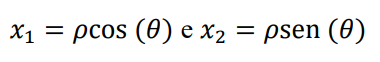 𝑥₁ = 𝜌cos (𝜃) e 𝑥₂ = 𝜌sen (𝜃)